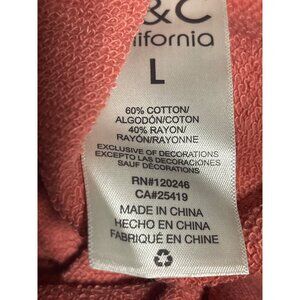 &C
California
L
60% COTTON/
ALGODÓN/COTON
40% RAYON/
RAYÓN/RAYONNE
EXCLUSIVE OF DECORATIONS
EXCEPTO LAS DECORACIONES
SAUF DÉCORATIONS
RN#120246
CA#25419
MADE IN CHINA
HECHO EN CHINA
FABRIQUÉ EN CHINE